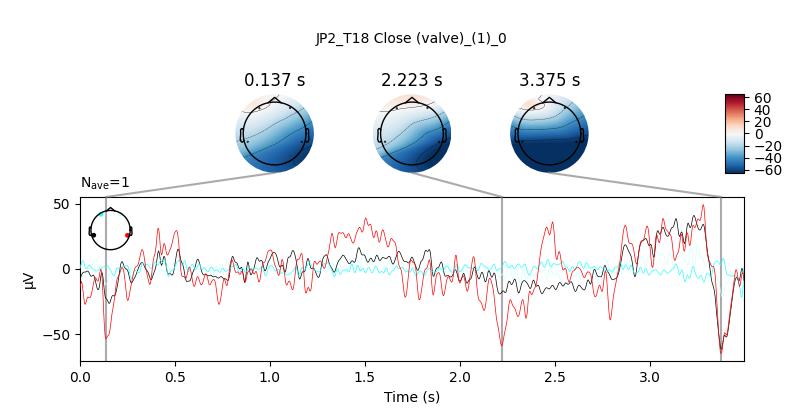 JP2_T18 Close (valve)_(1)_0
0.137 s 2.223 s 3.375 s
60
40
20
0
−20
−40
−60
Nave=1
50
0
−50
µV
0.0 0.5 1.0 1.5 2.0 2.5 3.0
Time (s)